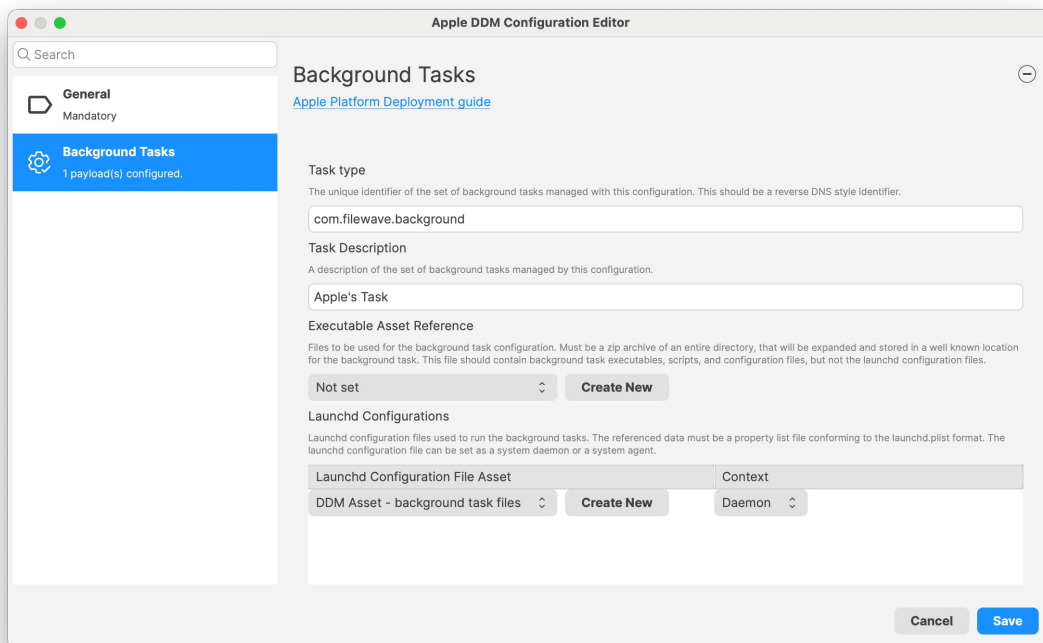 Apple DDM Configuration Editor
Search
General
Mandatory
Background Tasks
1 payload(s) configured.
Background Tasks
Apple Platform Deployment guide
Task type
The unique identifier of the set of background tasks managed with this configuration. This should be a reverse DNS style identifier.
com.filewave.background
Task Description
A description of the set of background tasks managed by this configuration.
Apple's Task
Executable Asset Reference
Files to be used for the background task configuration. Must be a zip archive of an entire directory, that will be expanded and stored in a well known location
for the background task. This file should contain background task executables, scripts, and configuration files, but not the launchd configuration files.
Not set Create New
Launchd Configurations
Launchd configuration files used to run the background tasks. The referenced data must be a property list file conforming to the launchd.plist format. The
launchd configuration file can be set as a system daemon or a system agent.
Launchd Configuration File Asset Context
DDM Asset - background task files Create New Daemon
Cancel Save